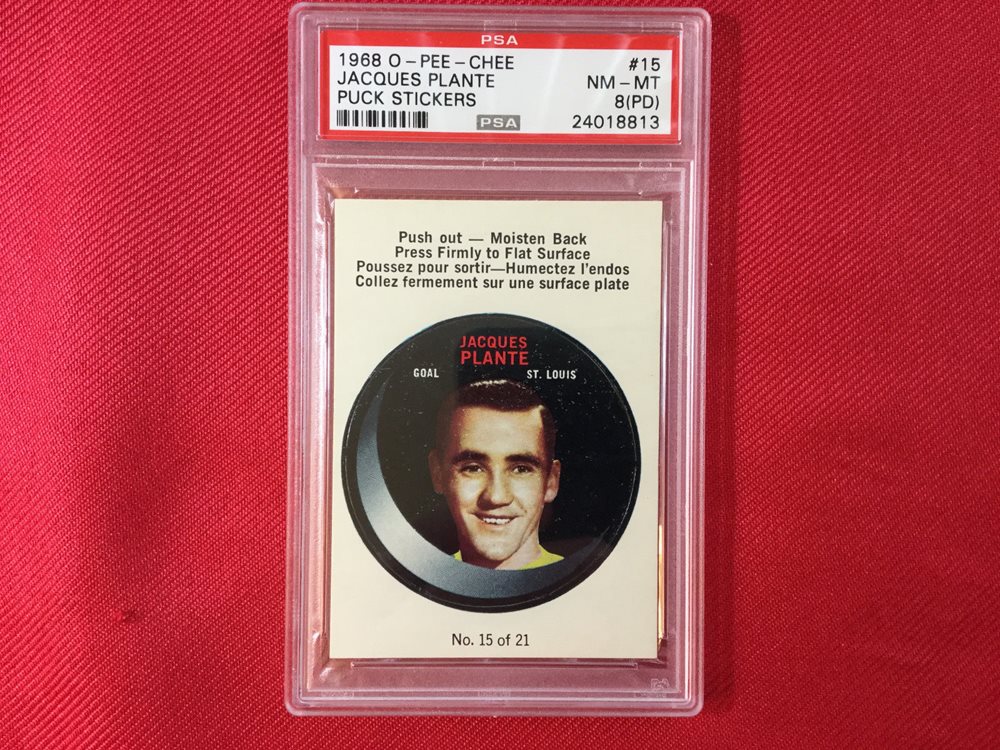 PSA
1968 O-PEE-CHEE #15
JACQUES PLANTE NM-MT
PUCK STICKERS 8(PD)
PSA 24018813
Push out — Moisten Back
Press Firmly to Flat Surface
Poussez pour sortir—Humectez l'endos
Collez fermement sur une surface plate
JACQUES
PLANTE
GOAL ST. LOUIS
No. 15 of 21